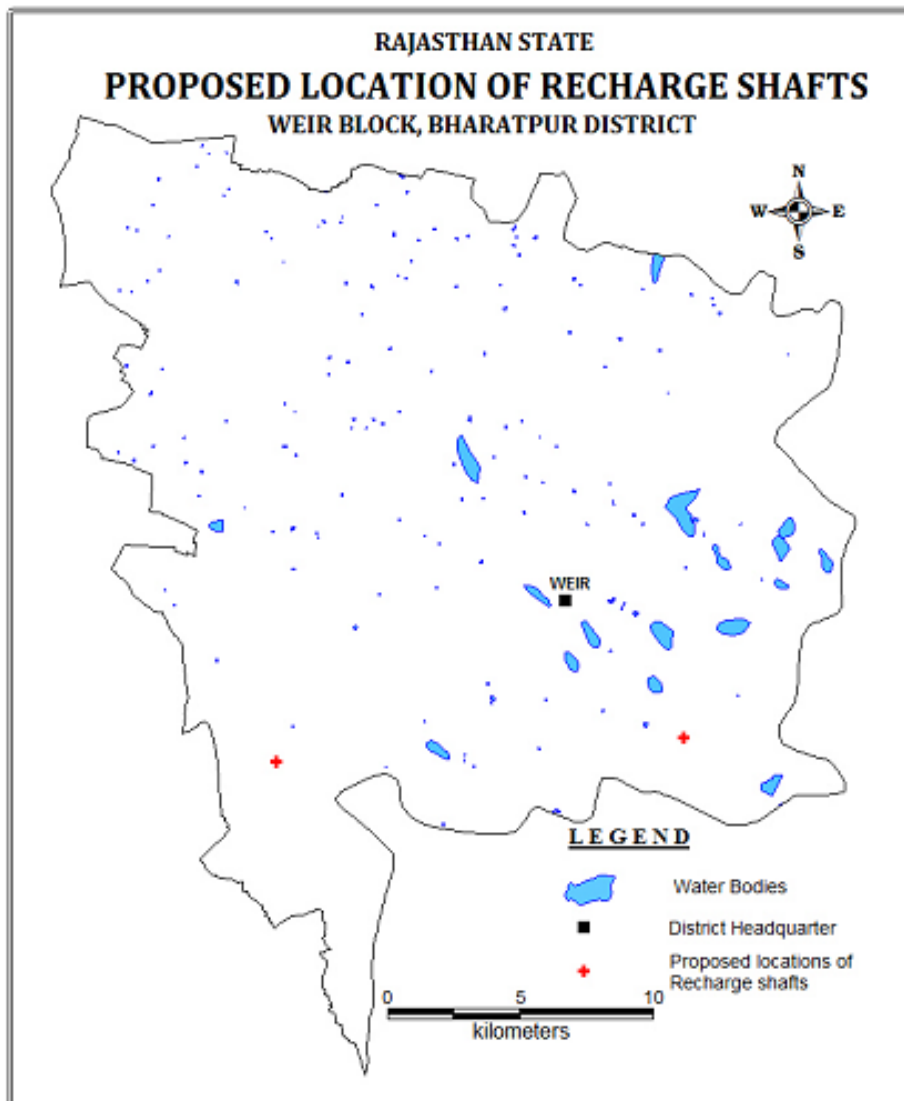 RAJASTHAN STATE
PROPOSED LOCATION OF RECHARGE SHAFTS
WEIR BLOCK, BHARATPUR DISTRICT
N
W E
S
WEIR
LEGEND
Water Bodies
District Headquarter
Proposed locations of
Recharge shafts
0 5 10
kilometers